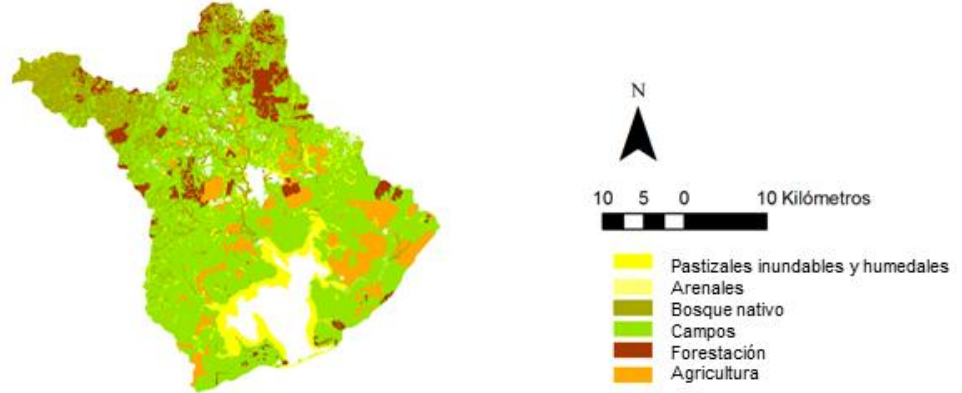 N
10 5 0 10 Kilómetros
Pastizales inundables y humedales
Arenales
Bosque nativo
Campos
Forestación
Agricultura